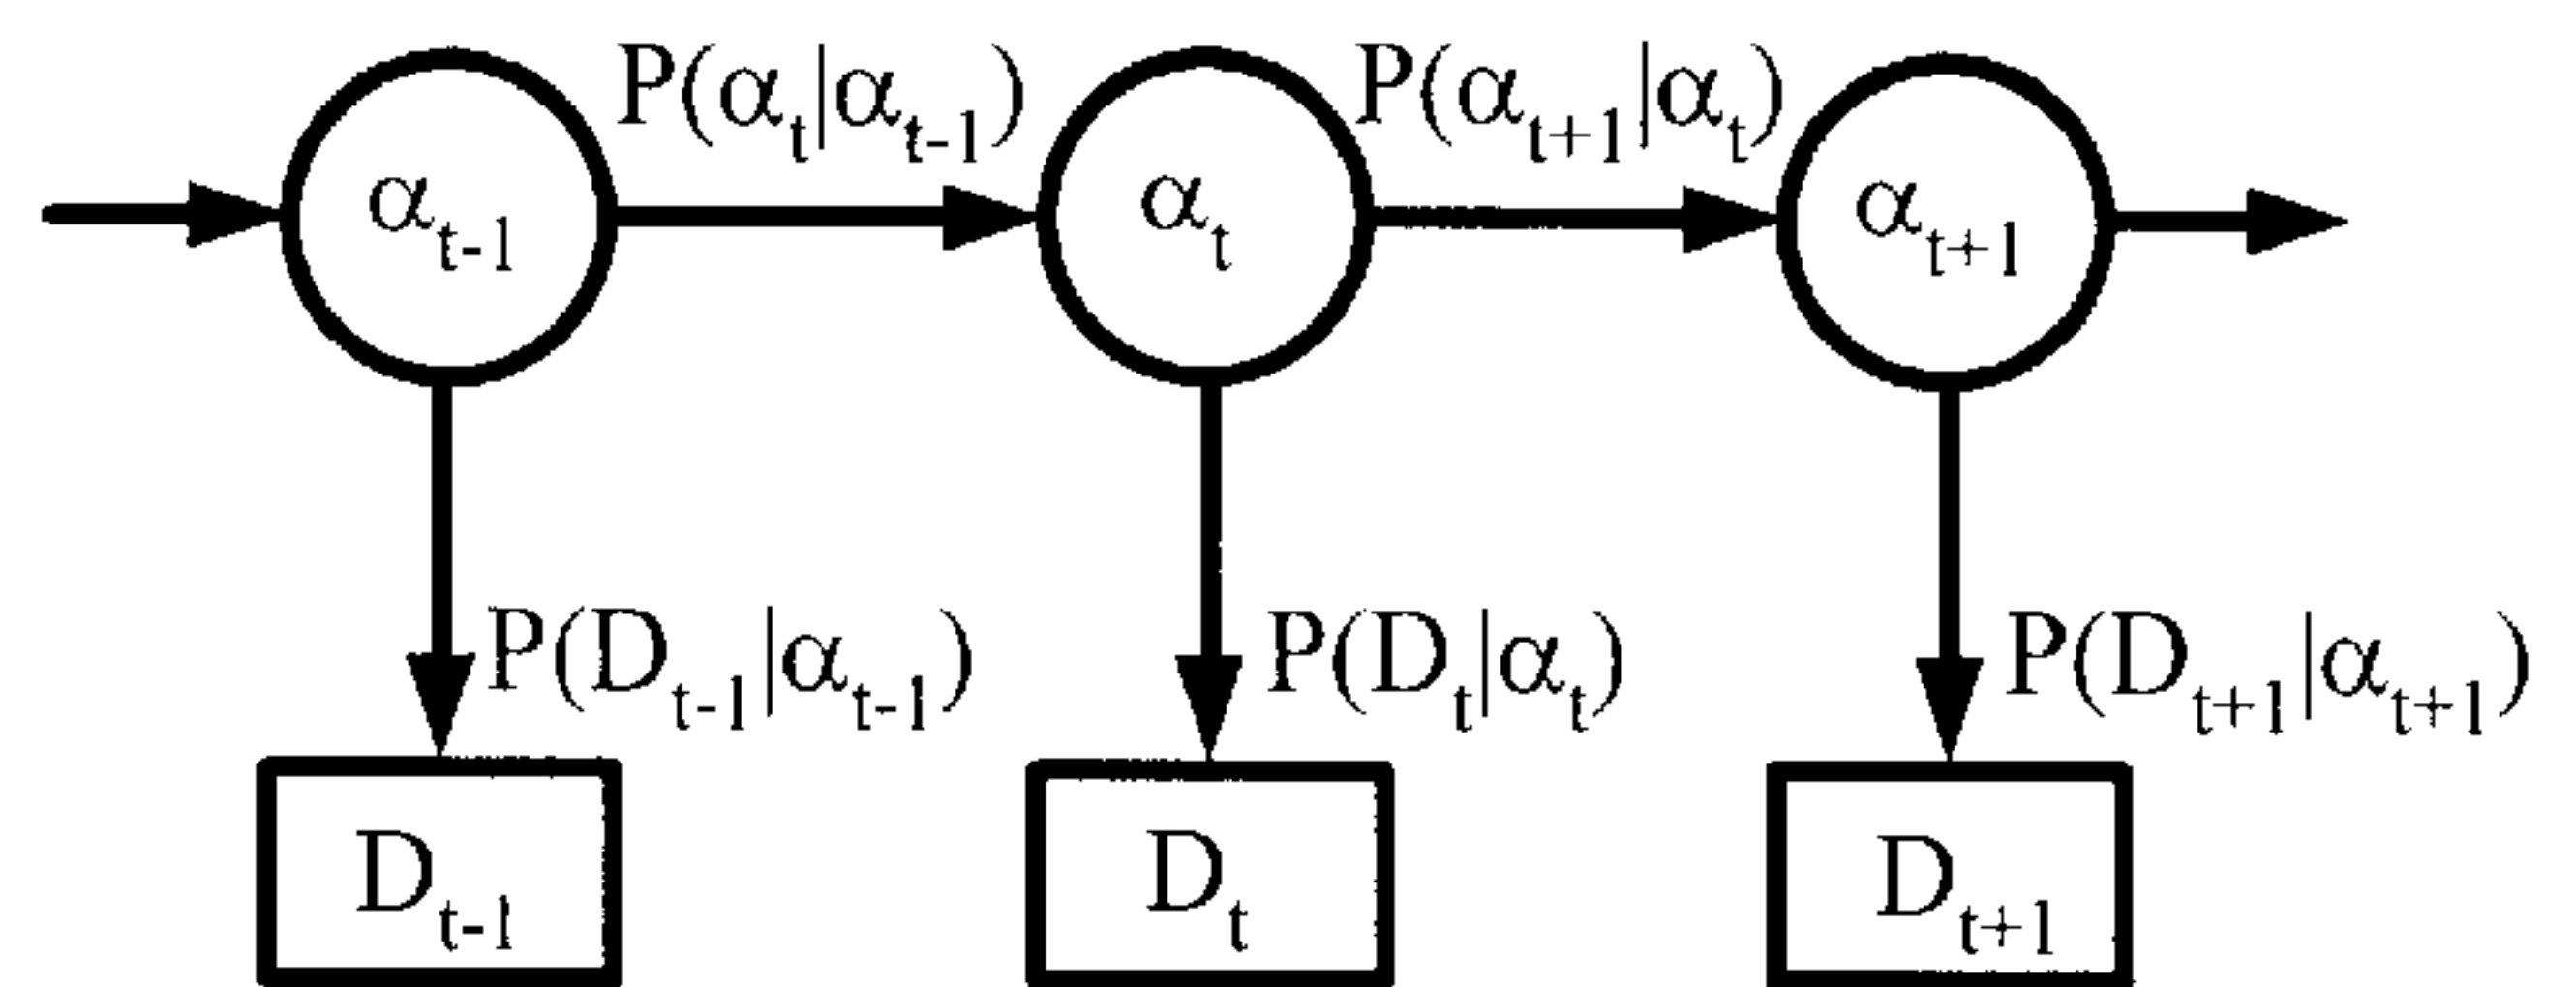 P(αt|αt-1) P(αt+1|αt)
αt-1 αt αt+1
P(Dt-1|αt-1) P(Dt|αt) P(Dt+1|αt+1)
Dt-1 Dt Dt+1